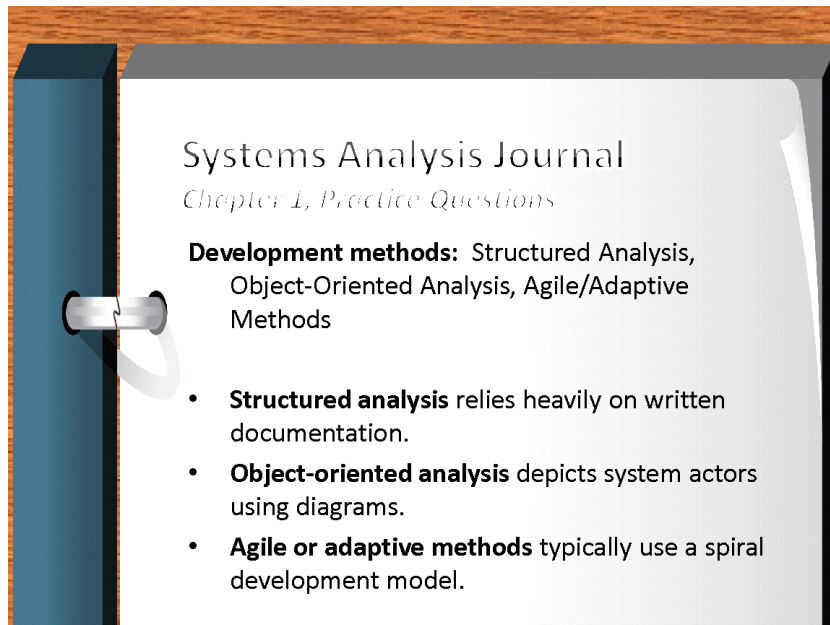 Systems Analysis Journal
Chapter 1, Practice Questions
Development methods: Structured Analysis,
Object-Oriented Analysis, Agile/Adaptive
Methods
• Structured analysis relies heavily on written
documentation.
• Object-oriented analysis depicts system actors
using diagrams.
• Agile or adaptive methods typically use a spiral
development model.